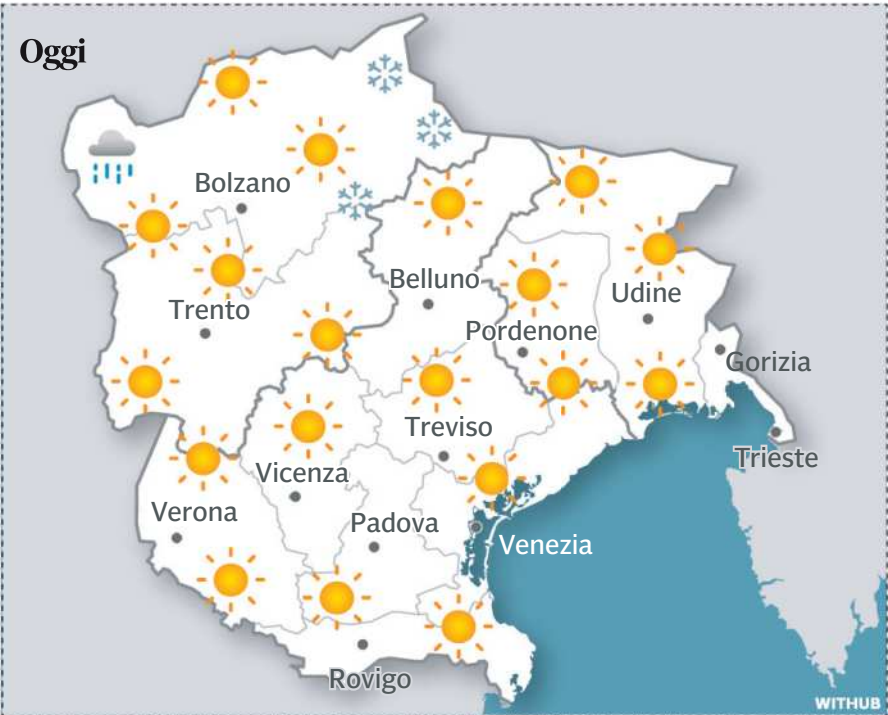 Oggi
Bolzano
Belluno
Udine
Trento
Pordenone
Gorizia
Treviso
Trieste
Vicenza
Verona
Padova
Venezia
Rovigo
WITHUB